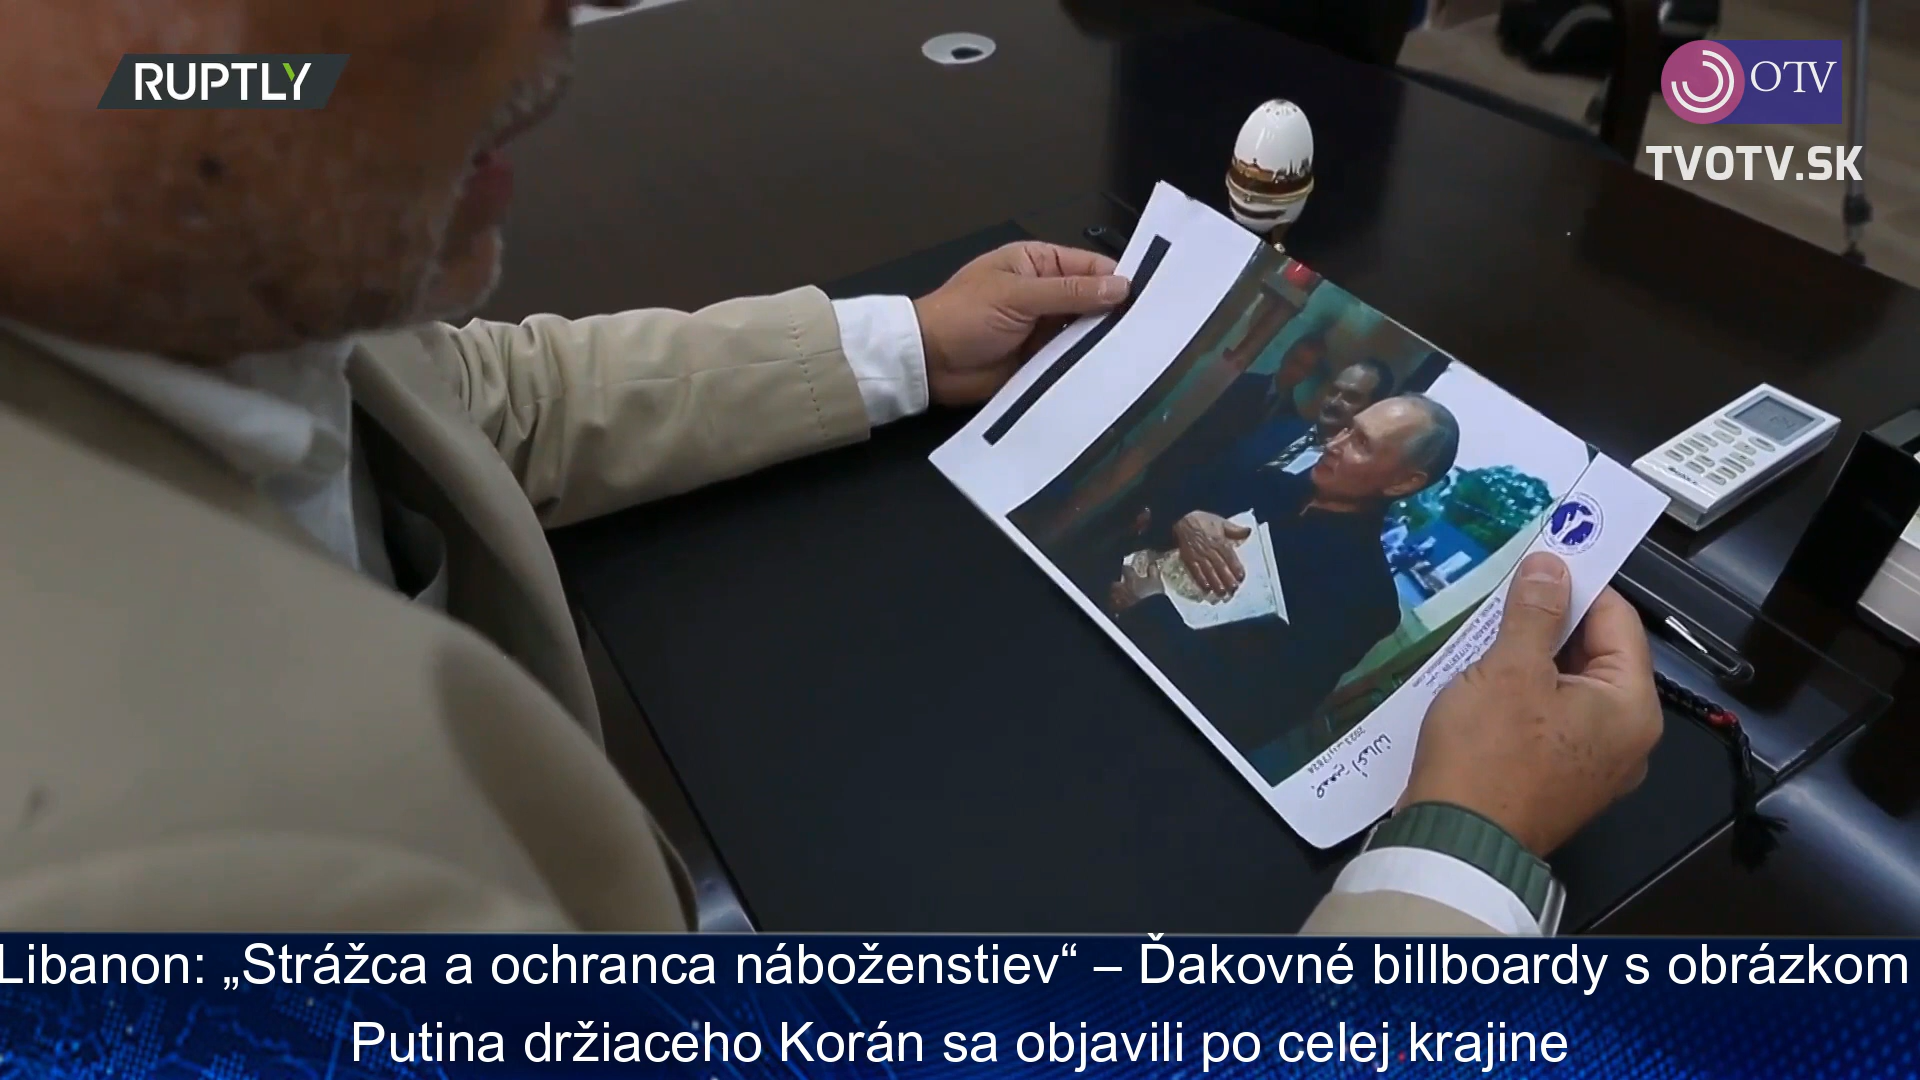 RUPTLY
OTV
TVOTV.SK
Libanon: „Strážca a ochranca náboženstiev“ – Ďakovné billboardy s obrázkom
Putina držiaceho Korán sa objavili po celej krajine